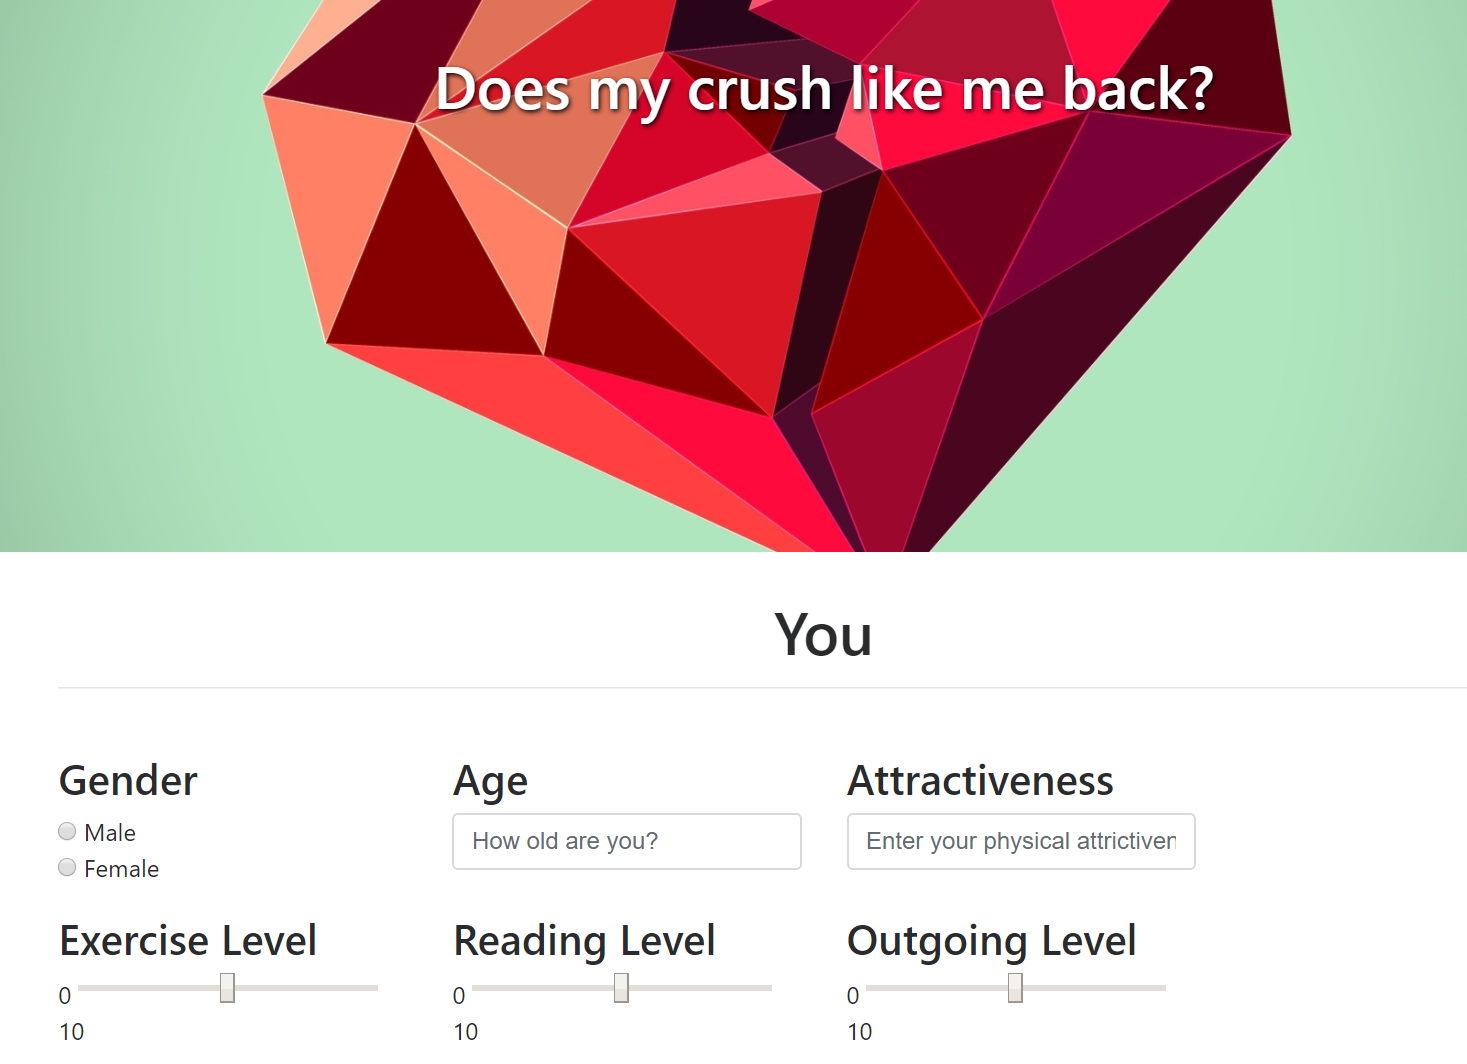 Does my crush like me back?
You
Gender
Male
Female
Age
How old are you?
Attractiveness
Enter your physical attrictiven
Exercise Level
0
10
Reading Level
0
10
Outgoing Level
0
10